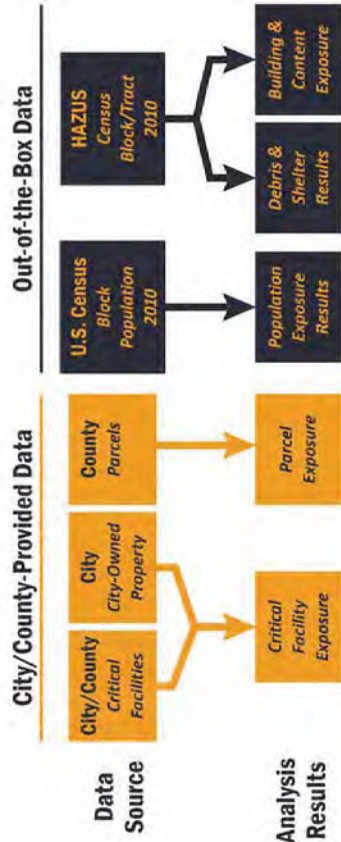 City/County-Provided Data
Out-of-the-Box Data
Data
Source
City/County
Critical
Facilities
City
City-Owned
Property
County
Parcels
U.S. Census
Block
Population
2010
HAZUS
Census
Block/Tract
2010
Analysis
Results
Critical
Facility
Exposure
Parcel
Exposure
Population
Exposure
Results
Debris &
Shelter
Results
Building &
Content
Exposure